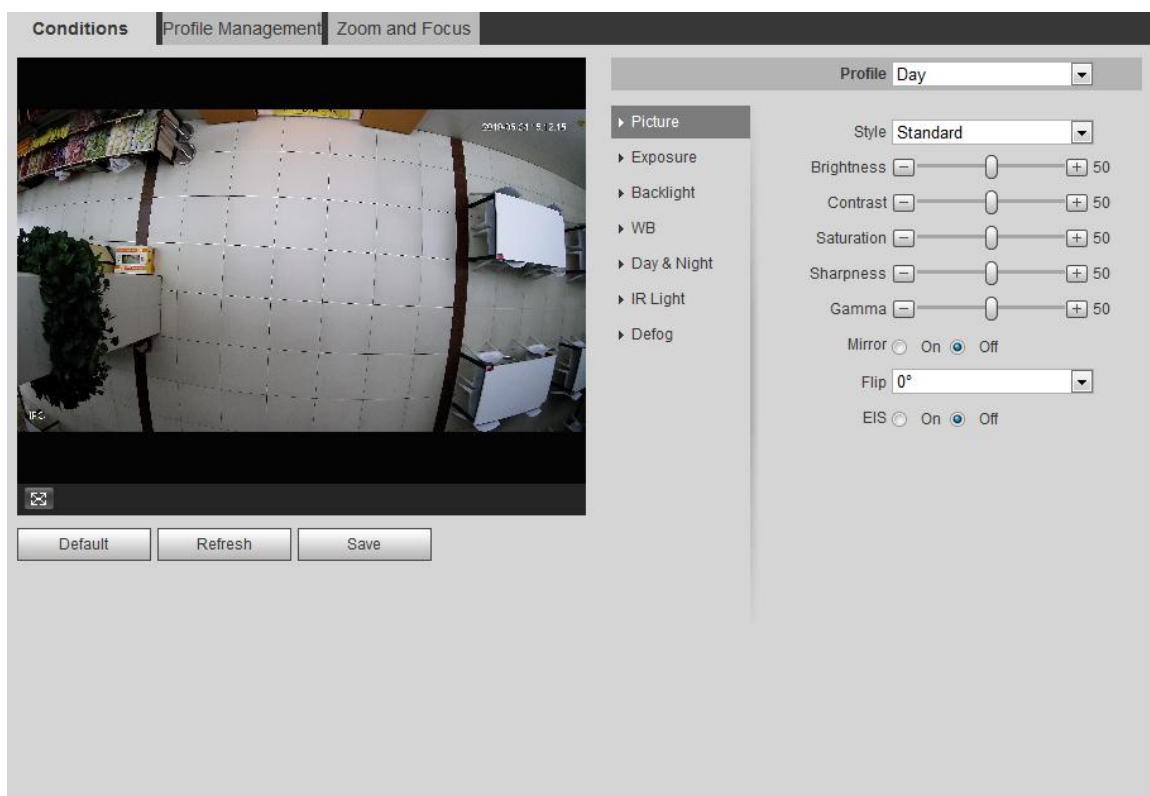 Conditions Profile Management Zoom and Focus
Profile Day
Picture
Exposure
Backlight
WB
Day & Night
IR Light
Defog
Style Standard
Brightness 50
Contrast 50
Saturation 50
Sharpness 50
Gamma 50
Mirror On Off
Flip 0°
EIS On Off
Default Refresh Save